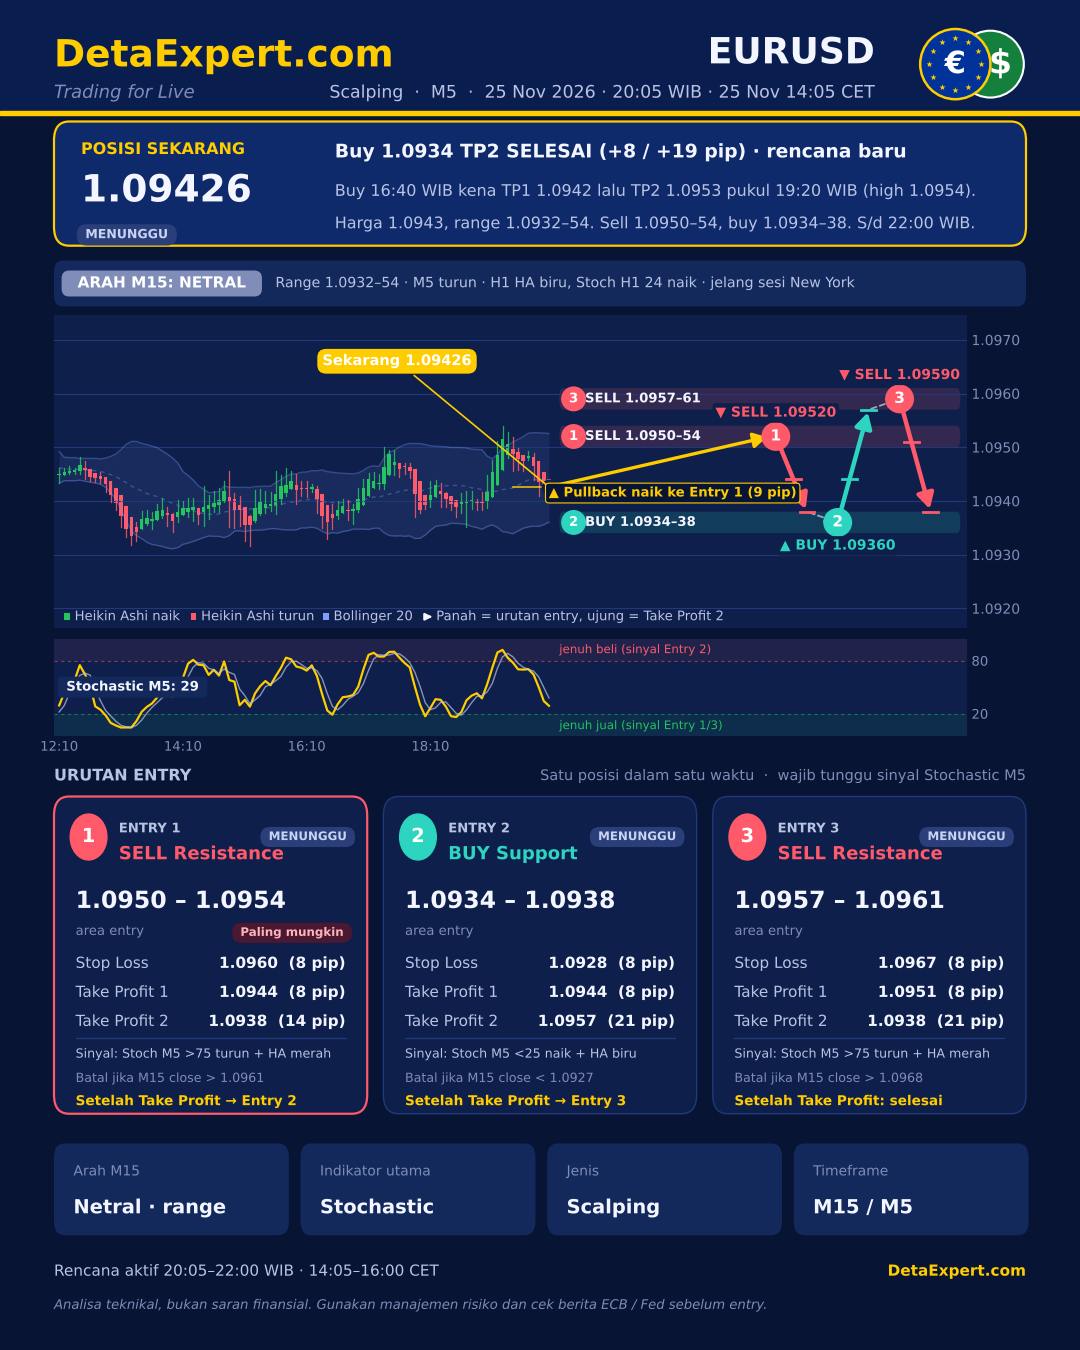 DetaExpert.com
EURUSD
€ $
Trading for Live
Scalping · M5 · 25 Nov 2026 · 20:05 WIB · 25 Nov 14:05 CET
POSISI SEKARANG
1.09426
MENUNGGU
Buy 1.0934 TP2 SELESAI (+8 / +19 pip) · rencana baru
Buy 16:40 WIB kena TP1 1.0942 lalu TP2 1.0953 pukul 19:20 WIB (high 1.0954).
Harga 1.0943, range 1.0932–54. Sell 1.0950–54, buy 1.0934–38. S/d 22:00 WIB.
ARAH M15: NETRAL
Range 1.0932–54 · M5 turun · H1 HA biru, Stoch H1 24 naik · jelang sesi New York
1.0970
Sekarang 1.09426
▼ SELL 1.09590
1.0960
3 SELL 1.0957–61
3
▼ SELL 1.09520
1 SELL 1.0950–54
1
1.0950
▲ Pullback naik ke Entry 1 (9 pip)
1.0940
2 BUY 1.0934–38
2
▲ BUY 1.09360
1.0930
1.0920
Heikin Ashi naik
Heikin Ashi turun
Bollinger 20
Panah = urutan entry, ujung = Take Profit 2
jenuh beli (sinyal Entry 2)
80
Stochastic M5: 29
20
jenuh jual (sinyal Entry 1/3)
12:10 14:10 16:10 18:10
URUTAN ENTRY
Satu posisi dalam satu waktu · wajib tunggu sinyal Stochastic M5
1
ENTRY 1
MENUNGGU
SELL Resistance
1.0950 – 1.0954
area entry
Paling mungkin
Stop Loss 1.0960 (8 pip)
Take Profit 1 1.0944 (8 pip)
Take Profit 2 1.0938 (14 pip)
Sinyal: Stoch M5 >75 turun + HA merah
Batal jika M15 close > 1.0961
Setelah Take Profit → Entry 2
2
ENTRY 2
MENUNGGU
BUY Support
1.0934 – 1.0938
area entry
Stop Loss 1.0928 (8 pip)
Take Profit 1 1.0944 (8 pip)
Take Profit 2 1.0957 (21 pip)
Sinyal: Stoch M5 <25 naik + HA biru
Batal jika M15 close < 1.0927
Setelah Take Profit → Entry 3
3
ENTRY 3
MENUNGGU
SELL Resistance
1.0957 – 1.0961
area entry
Stop Loss 1.0967 (8 pip)
Take Profit 1 1.0951 (8 pip)
Take Profit 2 1.0938 (21 pip)
Sinyal: Stoch M5 >75 turun + HA merah
Batal jika M15 close > 1.0968
Setelah Take Profit: selesai
Arah M15
Netral · range
Indikator utama
Stochastic
Jenis
Scalping
Timeframe
M15 / M5
Rencana aktif 20:05–22:00 WIB · 14:05–16:00 CET
DetaExpert.com
Analisa teknikal, bukan saran finansial. Gunakan manajemen risiko dan cek berita ECB / Fed sebelum entry.